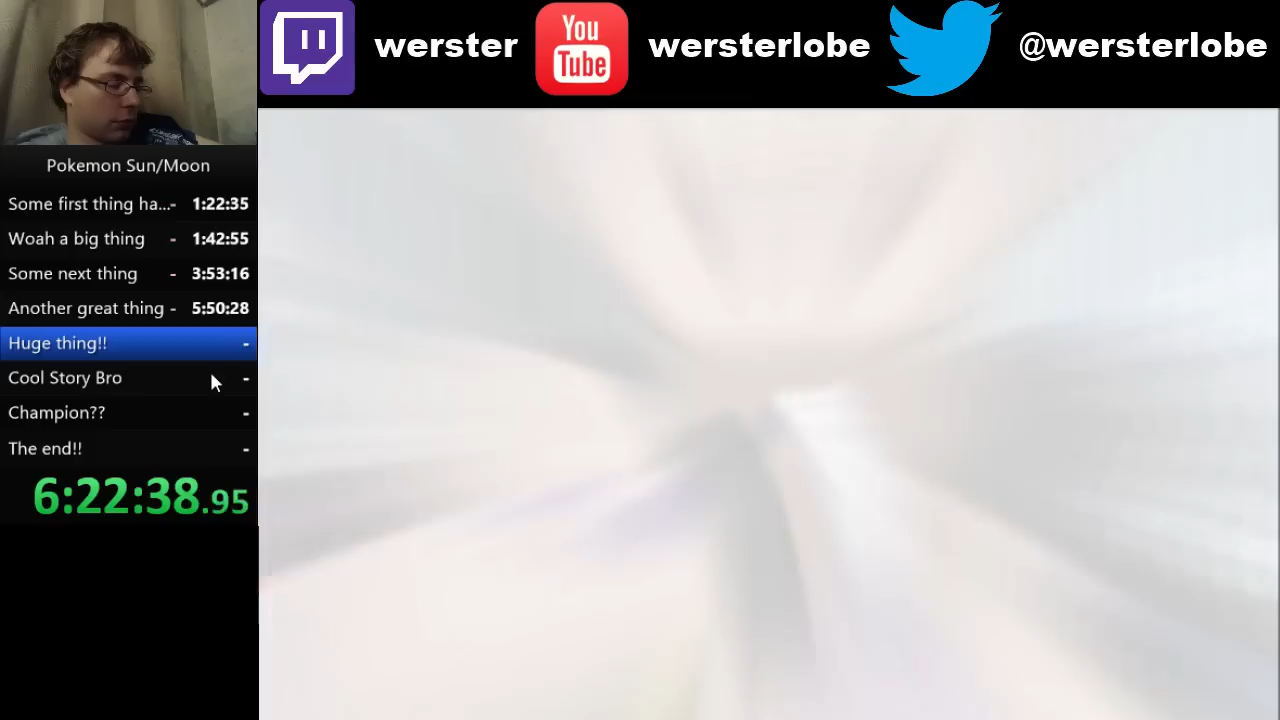 werster
You
Tube
wersterlobe
@wersterlobe
Pokemon Sun/Moon
Some first thing ha...- 1:22:35
Woah a big thing - 1:42:55
Some next thing - 3:53:16
Another great thing - 5:50:28
Huge thing!! -
Cool Story Bro -
Champion?? -
The end!! -
6:22:38.95